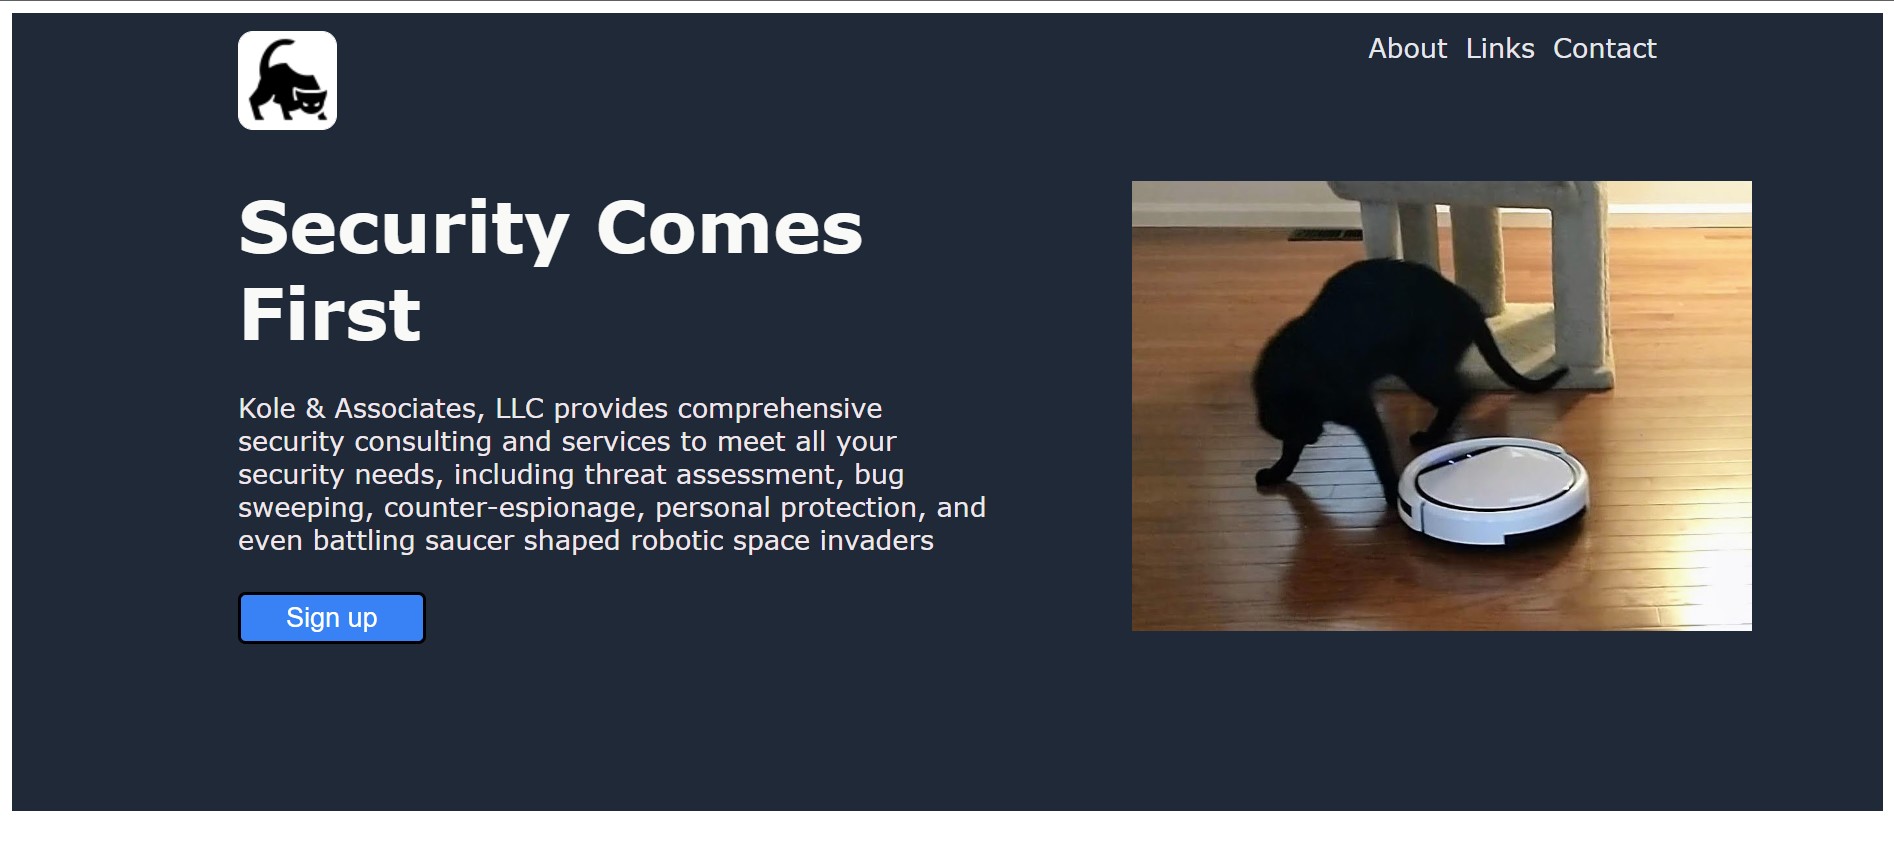 About Links Contact
Security Comes
First
Kole & Associates, LLC provides comprehensive
security consulting and services to meet all your
security needs, including threat assessment, bug
sweeping, counter-espionage, personal protection, and
even battling saucer shaped robotic space invaders
Sign up